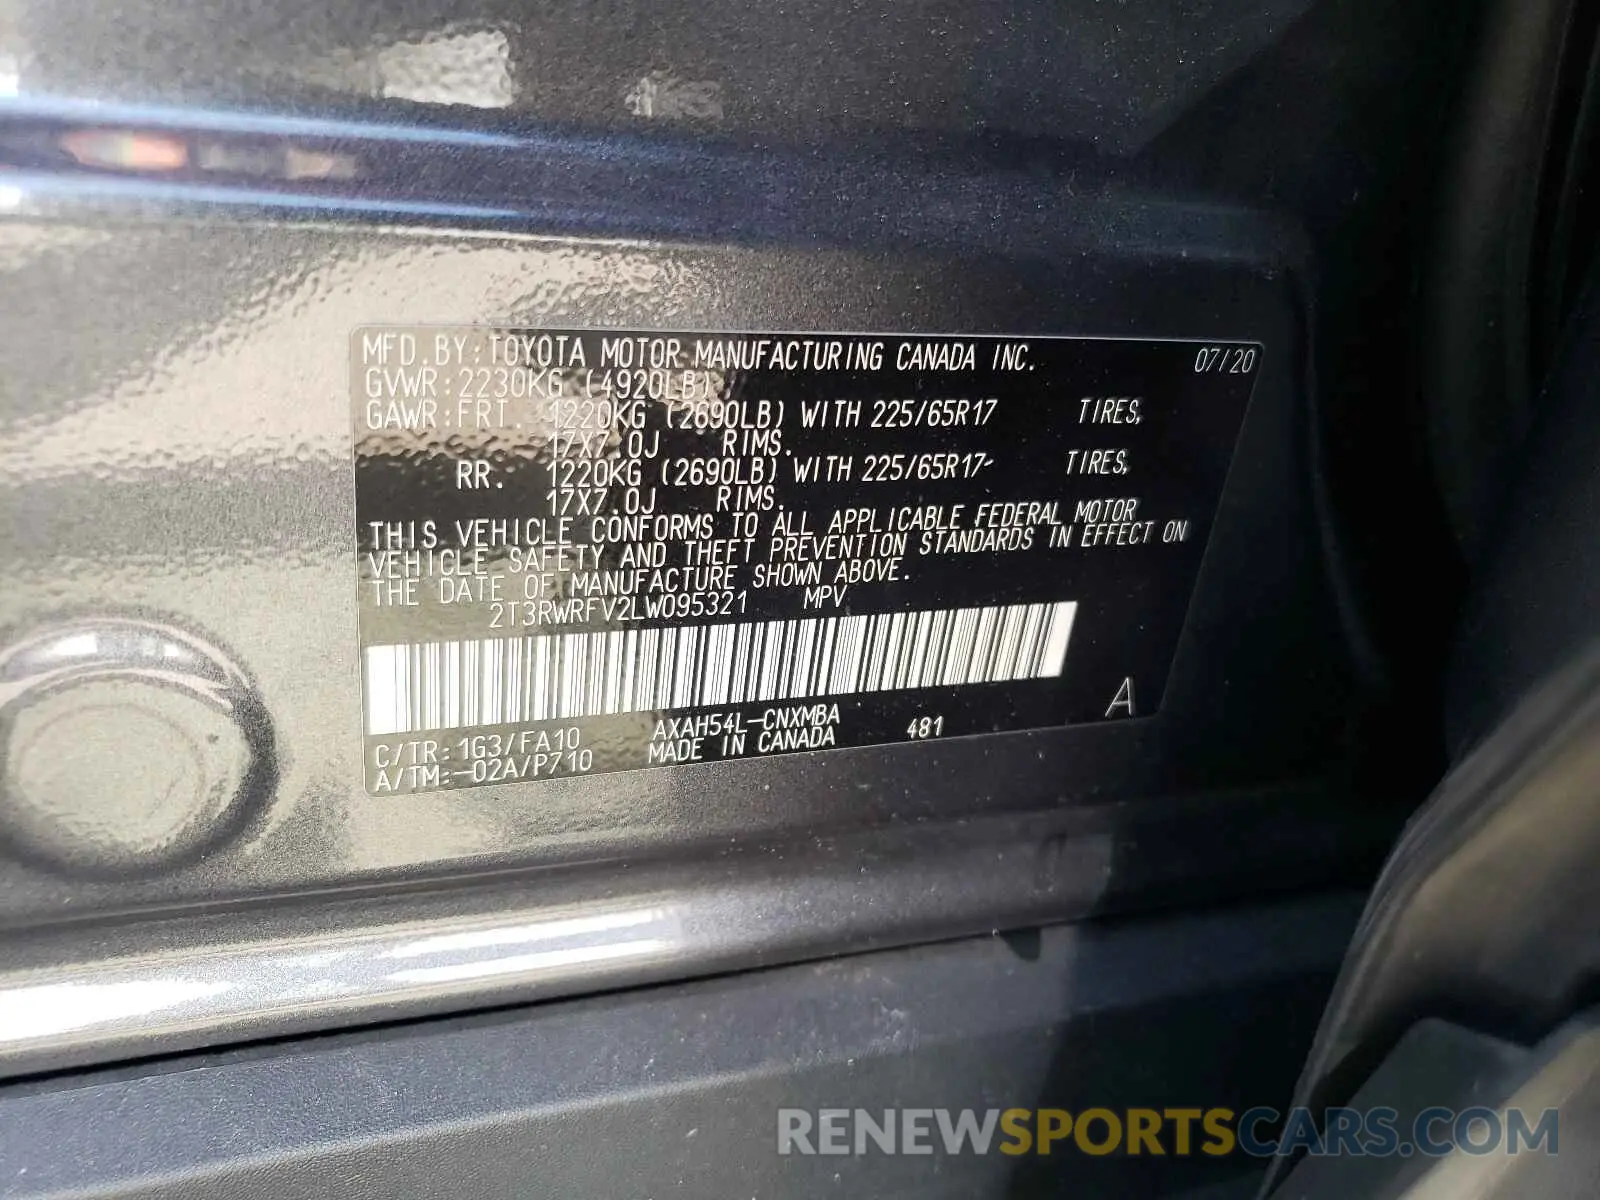 MFD.BY:TOYOTA MOTOR MANUFACTURING CANADA INC. 07/20
GVWR:2230KG (4920LB)
GAWR:FRT. 1220KG (2690LB) WITH 225/65R17 TIRES,
17X7.0J RIMS.
RR. 1220KG (2690LB) WITH 225/65R17 TIRES,
17X7.0J RIMS.
THIS VEHICLE CONFORMS TO ALL APPLICABLE FEDERAL MOTOR
VEHICLE SAFETY AND THEFT PREVENTION STANDARDS IN EFFECT ON
THE DATE OF MANUFACTURE SHOWN ABOVE.
2T3RWRFV2LW095321 MPV
C/TR:1G3/FA10 AXAH54L-CNXMBA 481 A
A/TM:-02A/P710 MADE IN CANADA
RENEWSPORTSCARS.COM